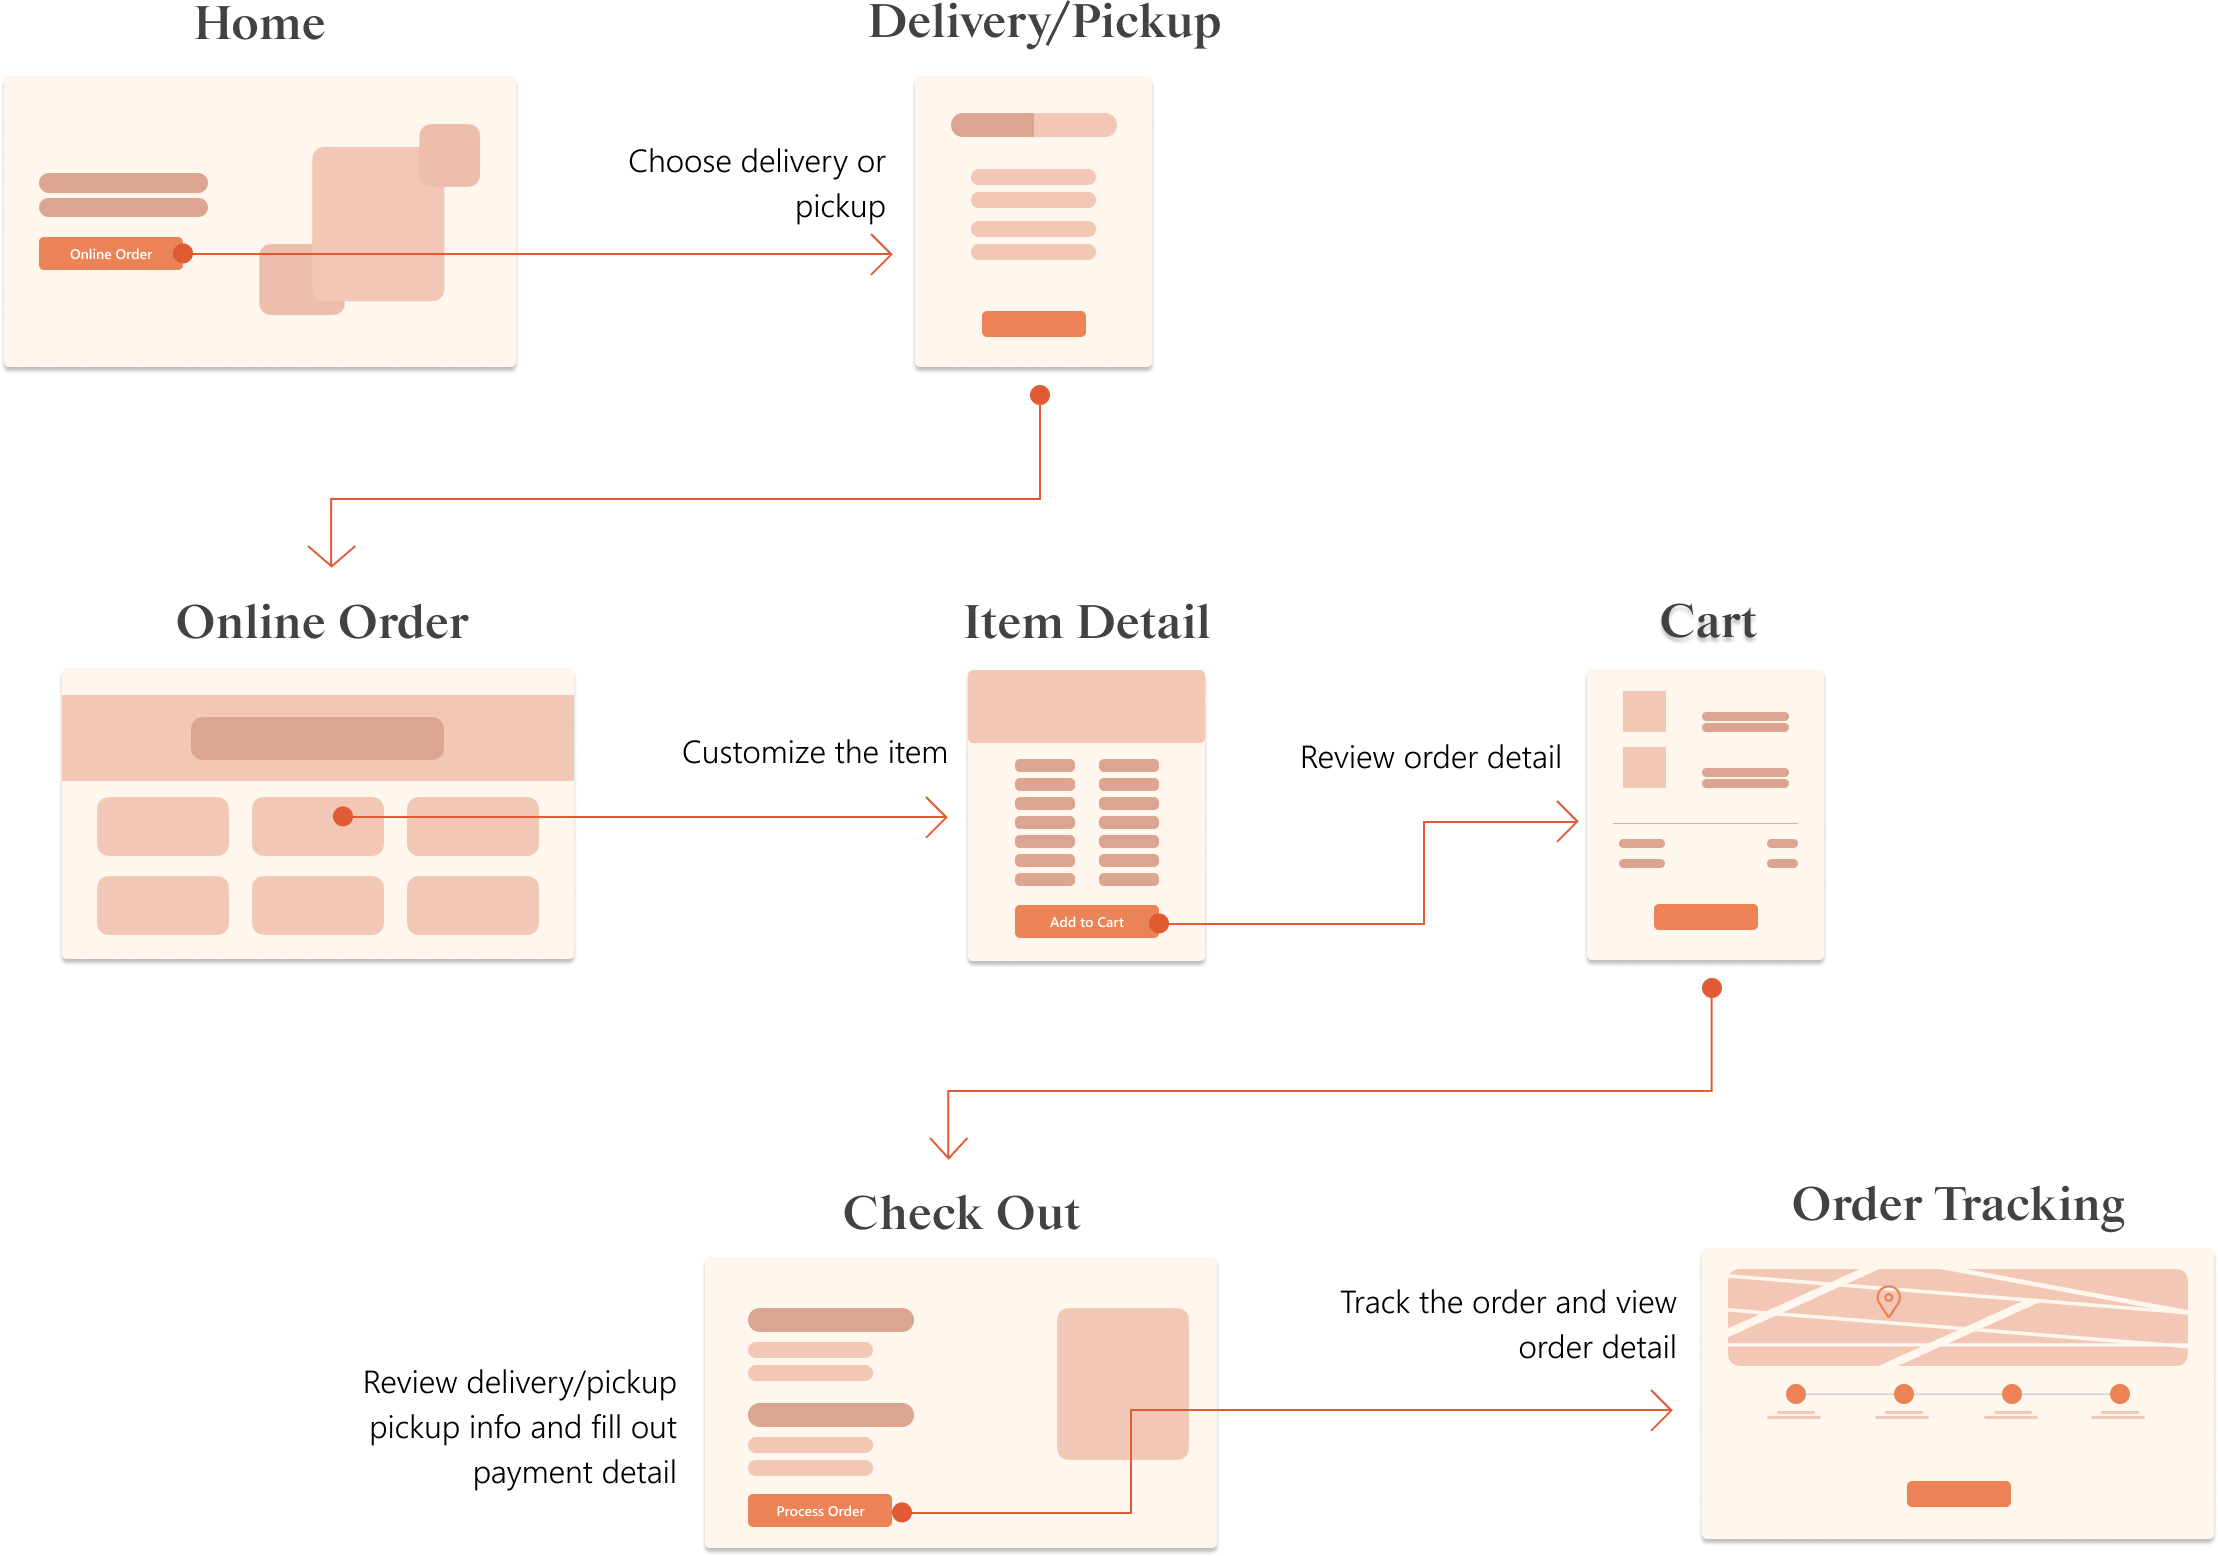 Home
Delivery/Pickup
Choose delivery or
pickup
Online Order
Online Order
Item Detail
Cart
Customize the item
Review order detail
Add to Cart
Check Out
Order Tracking
Track the order and view
order detail
Review delivery/pickup
pickup info and fill out
payment detail
Process Order